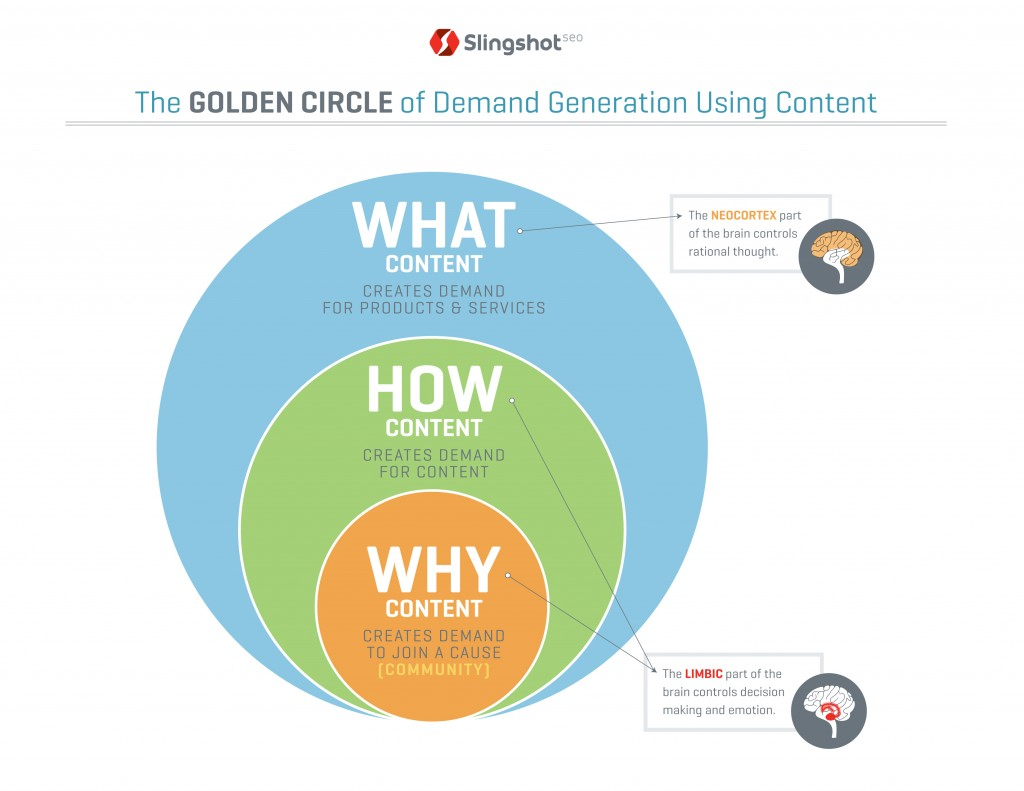 Slingshot seo
The GOLDEN CIRCLE of Demand Generation Using Content
WHAT
CONTENT
CREATES DEMAND
FOR PRODUCTS & SERVICES
The NEOCORTEX part
of the brain controls
rational thought.
HOW
CONTENT
CREATES DEMAND
FOR CONTENT
WHY
CONTENT
CREATES DEMAND
TO JOIN A CAUSE
(COMMUNITY)
The LIMBIC part of the
brain controls decision
making and emotion.